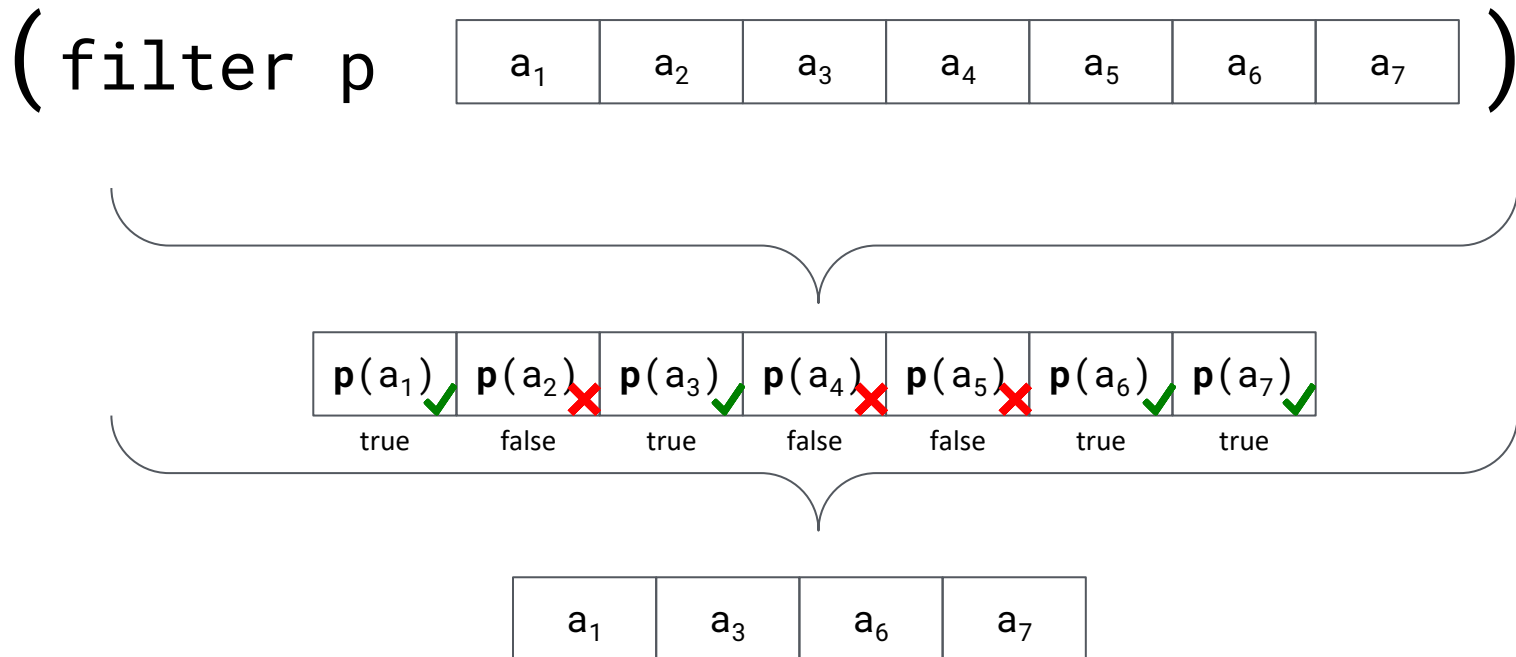 (filter p a₁ a₂ a₃ a₄ a₅ a₆ a₇)
p(a₁) p(a₂) p(a₃) p(a₄) p(a₅) p(a₆) p(a₇)
true false true false false true true
a₁ a₃ a₆ a₇